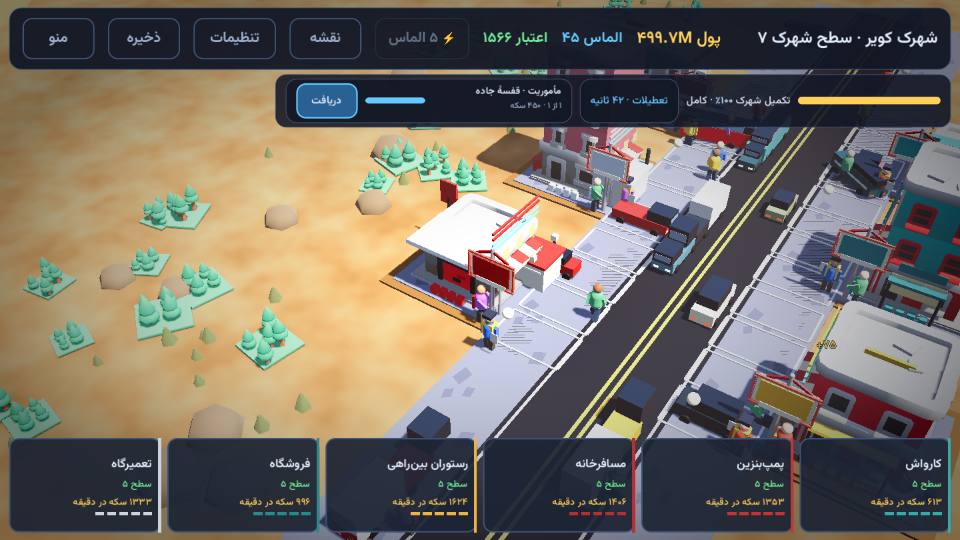 شهرک کویر · سطح شهرک ۷
پول ۴۹۹.۷M
الماس ۴۵
اعتبار ۱۵۶۶
⚡ ۵ الماس
نقشه
تنظیمات
ذخیره
منو
تکمیل شهرک ۱۰۰٪ · کامل
تعطیلات · ۴۲ ثانیه
مأموریت · قفسهٔ جاده
۱ از ۱ · ۴۵۰ سکه
دریافت
+۷۵
کارواش
سطح ۵
۶۱۳ سکه در دقیقه
پمپ‌بنزین
سطح ۵
۱۳۵۳ سکه در دقیقه
مسافرخانه
سطح ۵
۱۴۰۶ سکه در دقیقه
رستوران بین‌راهی
سطح ۵
۱۶۲۴ سکه در دقیقه
فروشگاه
سطح ۵
۹۹۶ سکه در دقیقه
تعمیرگاه
سطح ۵
۱۳۳۳ سکه در دقیقه